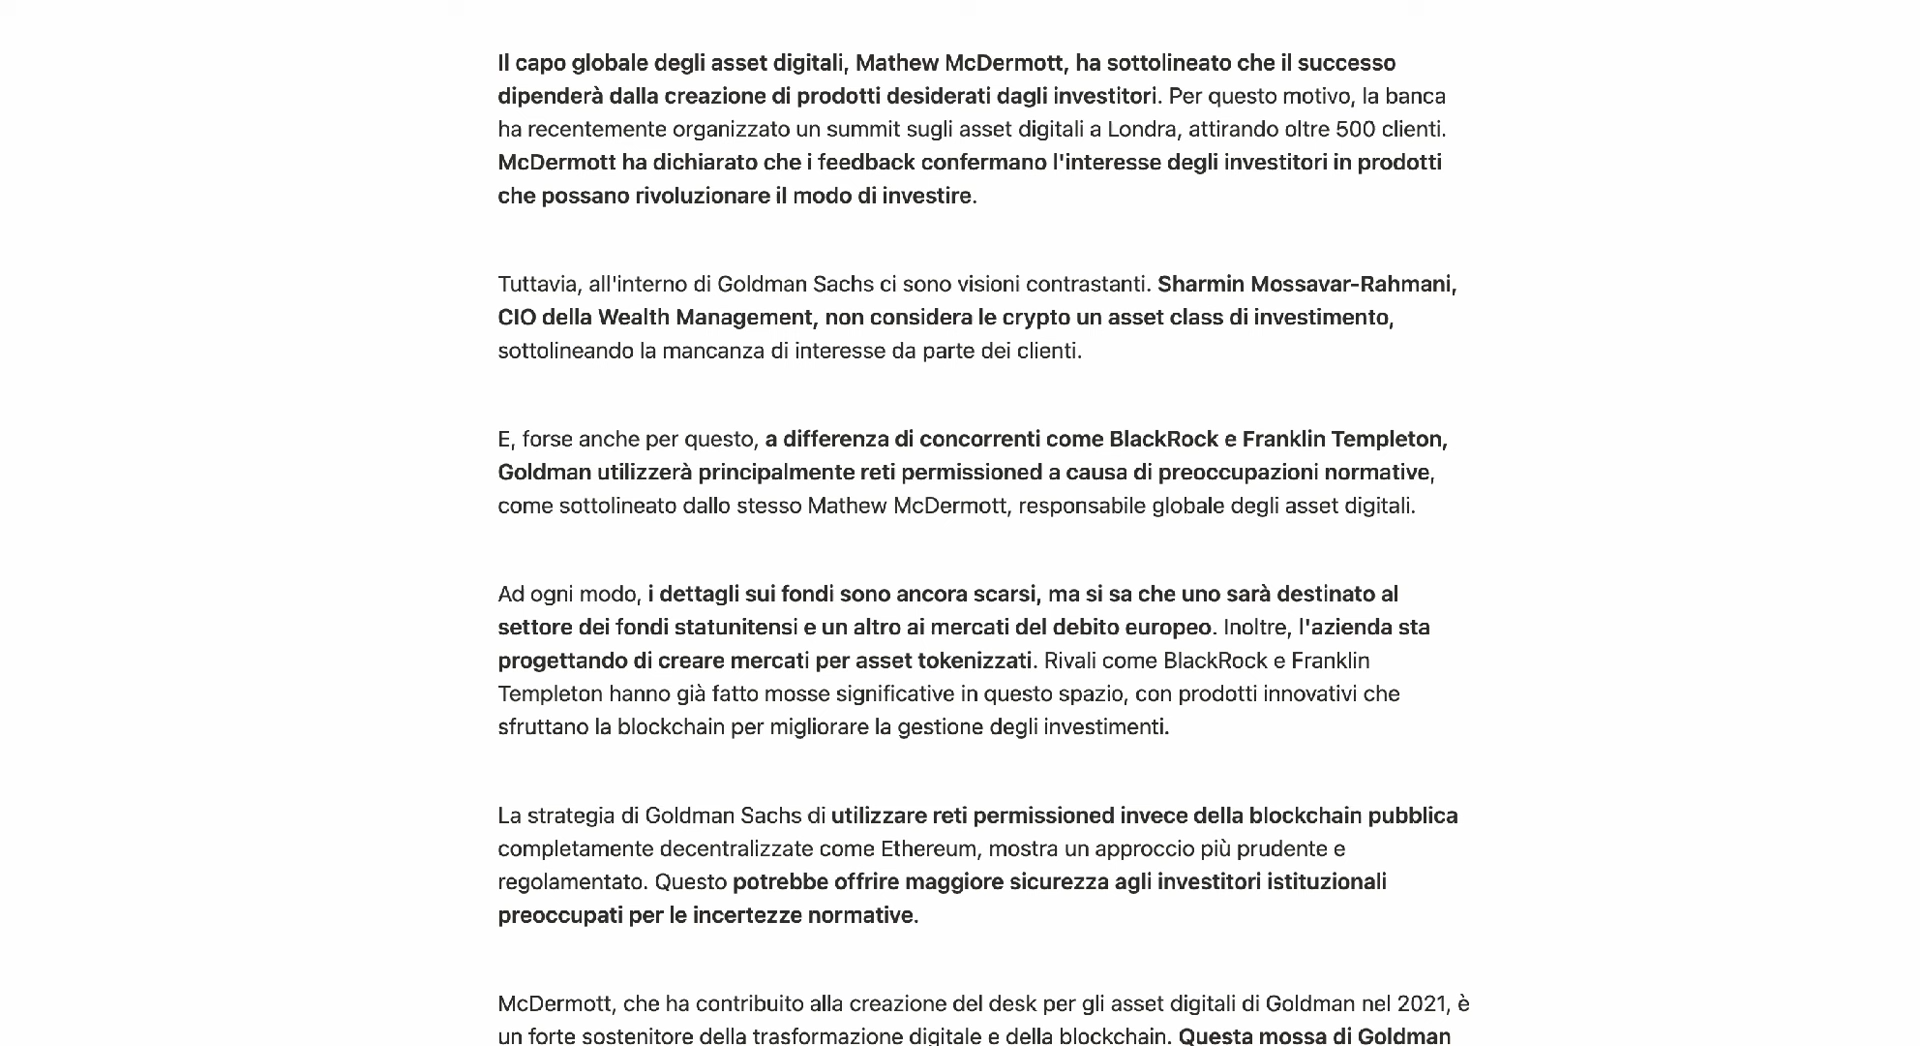 Il capo globale degli asset digitali, Mathew McDermott, ha sottolineato che il successo
dipenderà dalla creazione di prodotti desiderati dagli investitori. Per questo motivo, la banca
ha recentemente organizzato un summit sugli asset digitali a Londra, attirando oltre 500 clienti.
McDermott ha dichiarato che i feedback confermano l'interesse degli investitori in prodotti
che possano rivoluzionare il modo di investire.
Tuttavia, all'interno di Goldman Sachs ci sono visioni contrastanti. Sharmin Mossavar-Rahmani,
CIO della Wealth Management, non considera le crypto un asset class di investimento,
sottolineando la mancanza di interesse da parte dei clienti.
E, forse anche per questo, a differenza di concorrenti come BlackRock e Franklin Templeton,
Goldman utilizzerà principalmente reti permissioned a causa di preoccupazioni normative,
come sottolineato dallo stesso Mathew McDermott, responsabile globale degli asset digitali.
Ad ogni modo, i dettagli sui fondi sono ancora scarsi, ma si sa che uno sarà destinato al
settore dei fondi statunitensi e un altro ai mercati del debito europeo. Inoltre, l'azienda sta
progettando di creare mercati per asset tokenizzati. Rivali come BlackRock e Franklin
Templeton hanno già fatto mosse significative in questo spazio, con prodotti innovativi che
sfruttano la blockchain per migliorare la gestione degli investimenti.
La strategia di Goldman Sachs di utilizzare reti permissioned invece della blockchain pubblica
completamente decentralizzate come Ethereum, mostra un approccio più prudente e
regolamentato. Questo potrebbe offrire maggiore sicurezza agli investitori istituzionali
preoccupati per le incertezze normative.
McDermott, che ha contribuito alla creazione del desk per gli asset digitali di Goldman nel 2021, è
un forte sostenitore della trasformazione digitale e della blockchain. Questa mossa di Goldman